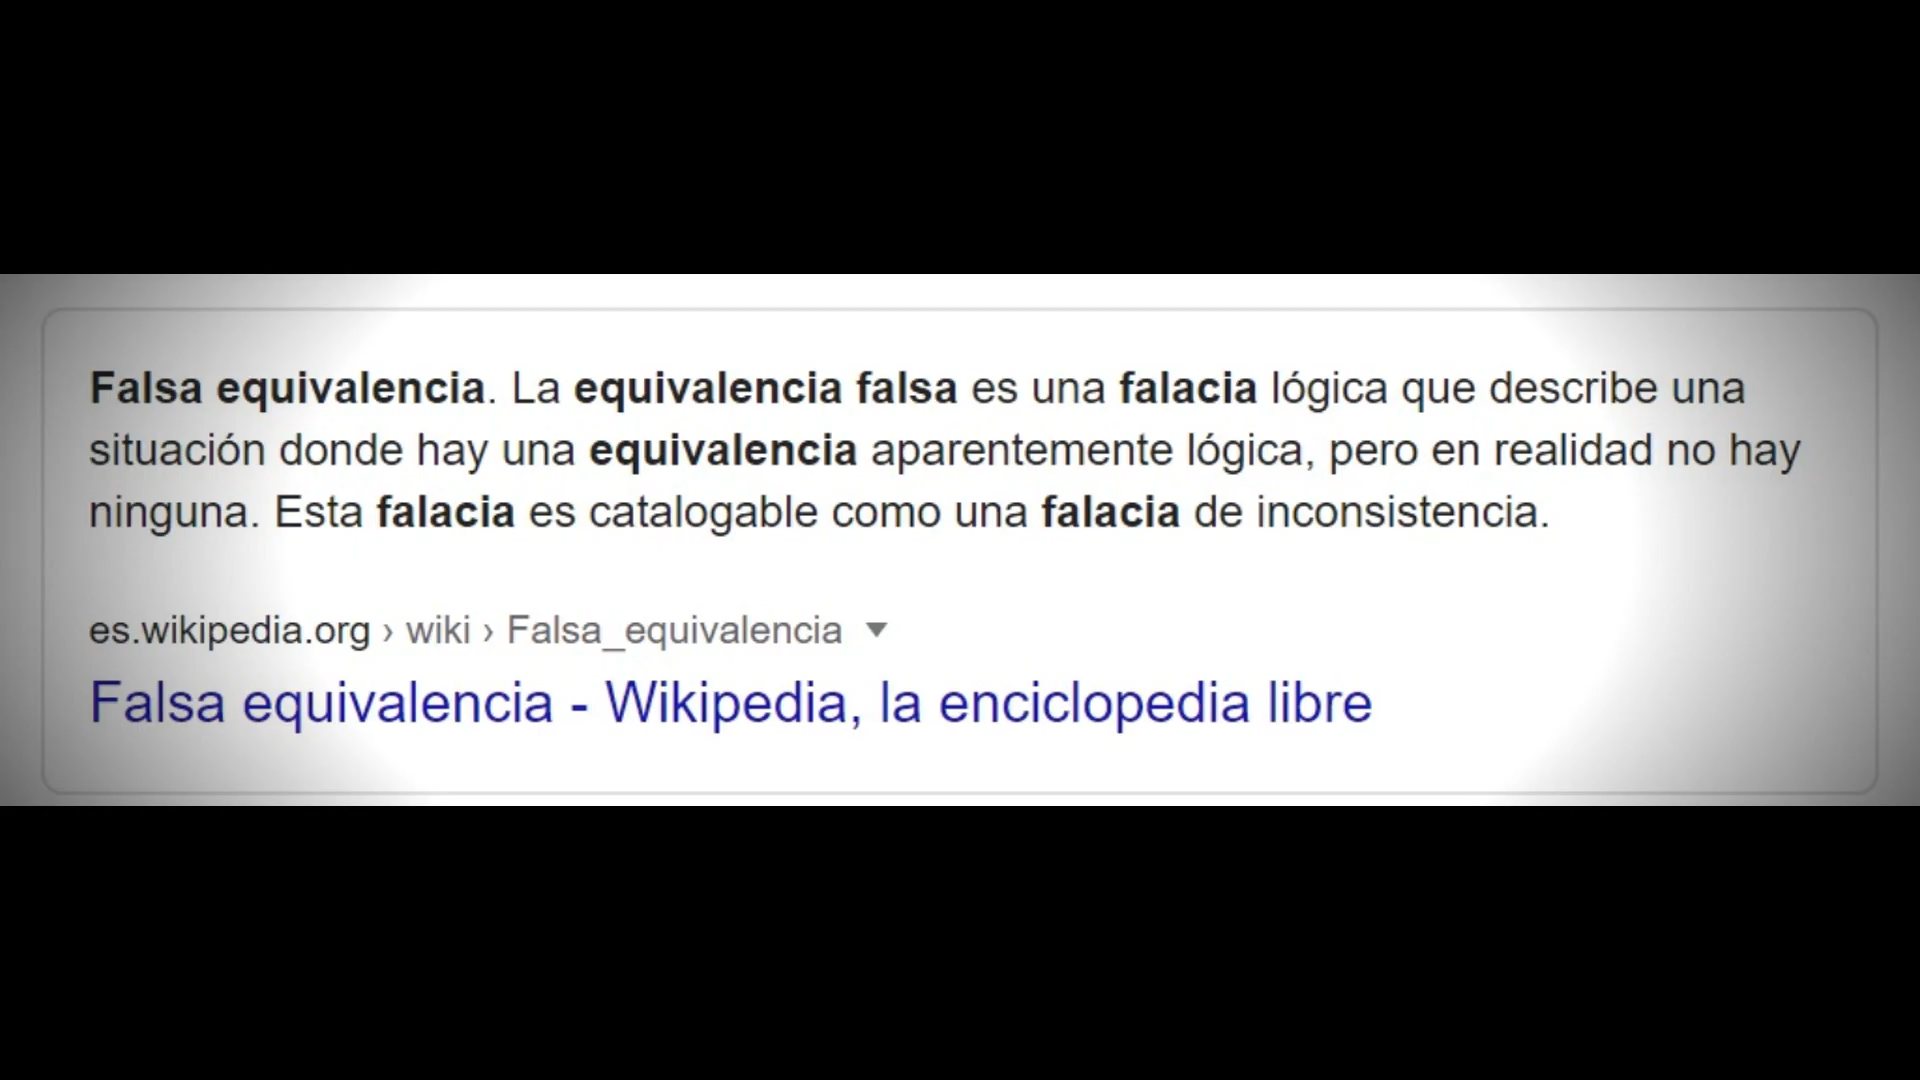 Falsa equivalencia. La equivalencia falsa es una falacia lógica que describe una
situación donde hay una equivalencia aparentemente lógica, pero en realidad no hay
ninguna. Esta falacia es catalogable como una falacia de inconsistencia.
es.wikipedia.org › wiki › Falsa_equivalencia
Falsa equivalencia - Wikipedia, la enciclopedia libre